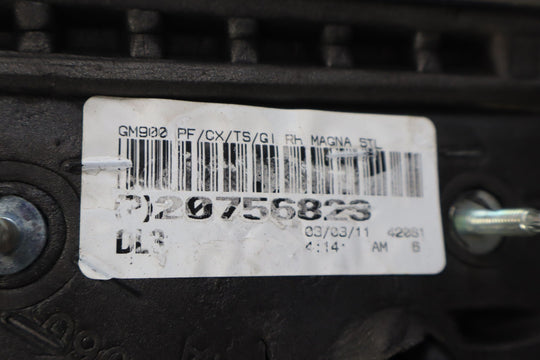 GM900 PF/CX/TS/GI RH MAGNA STL
(P)20756823
DL3 03/03/11 42081
4:14: AM 6